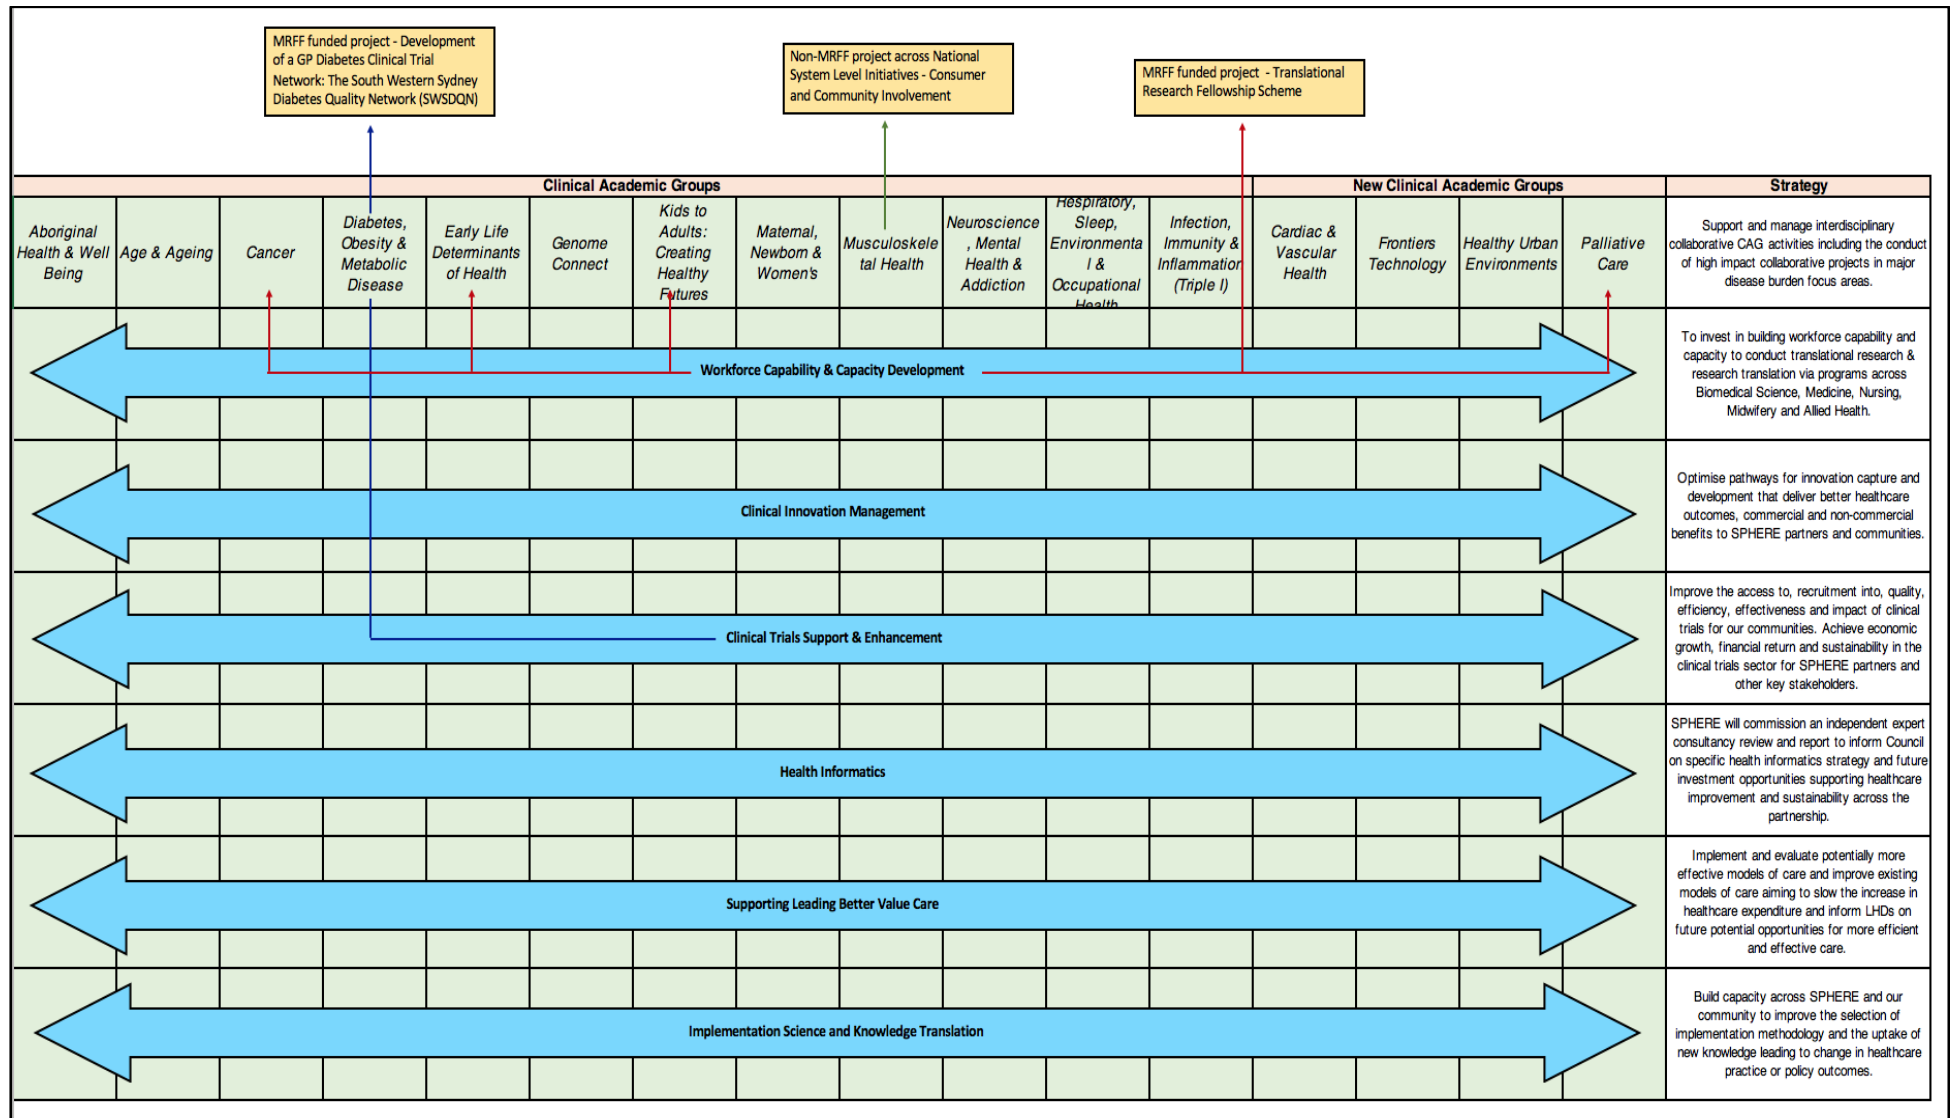 MRFF funded project - Development
of a GP Diabetes Clinical Trial
Network: The South Western Sydney
Diabetes Quality Network (SWSDQN)
Non-MRFF project across National
System Level Initiatives - Consumer
and Community Involvement
MRFF funded project - Translational
Research Fellowship Scheme
Clinical Academic Groups
New Clinical Academic Groups
Strategy
Aboriginal
Health & Well
Being
Age & Ageing
Cancer
Diabetes,
Obesity &
Metabolic
Disease
Early Life
Determinants
of Health
Genome
Connect
Kids to
Adults:
Creating
Healthy
Futures
Maternal,
Newborn &
Women's
Musculoskele
tal Health
Neuroscience
, Mental
Health &
Addiction
Respiratory,
Sleep,
Environmenta
l &
Occupational
Health
Infection,
Immunity &
Inflammation
(Triple I)
Cardiac &
Vascular
Health
Frontiers
Technology
Healthy Urban
Environments
Palliative
Care
Support and manage interdisciplinary
collaborative CAG activities including the conduct
of high impact collaborative projects in major
disease burden focus areas.
Workforce Capability & Capacity Development
To invest in building workforce capability and
capacity to conduct translational research &
research translation via programs across
Biomedical Science, Medicine, Nursing,
Midwifery and Allied Health.
Clinical Innovation Management
Optimise pathways for innovation capture and
development that deliver better healthcare
outcomes, commercial and non-commercial
benefits to SPHERE partners and communities.
Clinical Trials Support & Enhancement
Improve the access to, recruitment into, quality,
efficiency, effectiveness and impact of clinical
trials for our communities. Achieve economic
growth, financial return and sustainability in the
clinical trials sector for SPHERE partners and
other key stakeholders.
Health Informatics
SPHERE will commission an independent expert
consultancy review and report to inform Council
on specific health informatics strategy and future
investment opportunities supporting healthcare
improvement and sustainability across the
partnership.
Supporting Leading Better Value Care
Implement and evaluate potentially more
effective models of care and improve existing
models of care aiming to slow the increase in
healthcare expenditure and inform LHDs on
future potential opportunities for more efficient
and effective care.
Implementation Science and Knowledge Translation
Build capacity across SPHERE and our
community to improve the selection of
implementation methodology and the uptake of
new knowledge leading to change in healthcare
practice or policy outcomes.